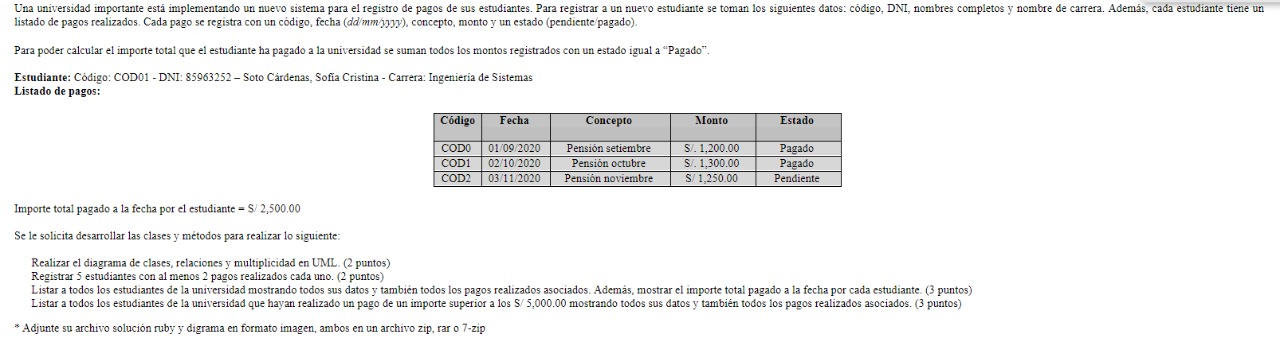 Una universidad importante está implementando un nuevo sistema para el registro de pagos de sus estudiantes. Para registrar a un nuevo estudiante se toman los siguientes datos: código, DNI, nombres completos y nombre de carrera. Además, cada estudiante tiene un
listado de pagos realizados. Cada pago se registra con un código, fecha (dd/mm/yyyy), concepto, monto y un estado (pendiente/pagado).
Para poder calcular el importe total que el estudiante ha pagado a la universidad se suman todos los montos registrados con un estado igual a “Pagado”.
Estudiante: Código: COD01 - DNI: 85963252 – Soto Cárdenas, Sofía Cristina - Carrera: Ingeniería de Sistemas
Listado de pagos:
Código Fecha Concepto Monto Estado
COD0 01/09/2020 Pensión setiembre S/. 1,200.00 Pagado
COD1 02/10/2020 Pensión octubre S/. 1,300.00 Pagado
COD2 03/11/2020 Pensión noviembre S/ 1,250.00 Pendiente
Importe total pagado a la fecha por el estudiante = S/ 2,500.00
Se le solicita desarrollar las clases y métodos para realizar lo siguiente:
Realizar el diagrama de clases, relaciones y multiplicidad en UML. (2 puntos)
Registrar 5 estudiantes con al menos 2 pagos realizados cada uno. (2 puntos)
Listar a todos los estudiantes de la universidad mostrando todos sus datos y también todos los pagos realizados asociados. Además, mostrar el importe total pagado a la fecha por cada estudiante. (3 puntos)
Listar a todos los estudiantes de la universidad que hayan realizado un pago de un importe superior a los S/ 5,000.00 mostrando todos sus datos y también todos los pagos realizados asociados. (3 puntos)
* Adjunte su archivo solución ruby y digrama en formato imagen, ambos en un archivo zip, rar o 7-zip